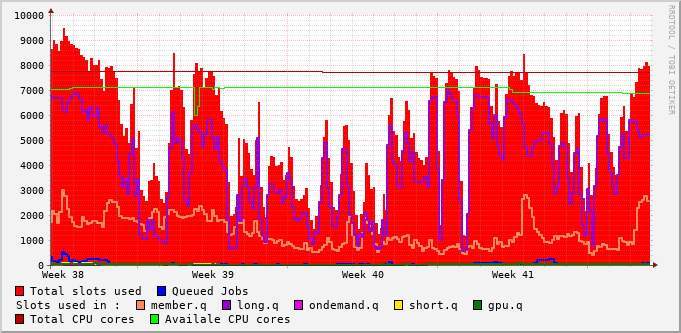 10000
9000
8000
7000
6000
5000
4000
3000
2000
1000
0
Week 38 Week 39 Week 40 Week 41
RRDTOOL / TOBI OETIKER
Total slots used Queued Jobs
Slots used in : member.q long.q ondemand.q short.q gpu.q
Total CPU cores Availale CPU cores